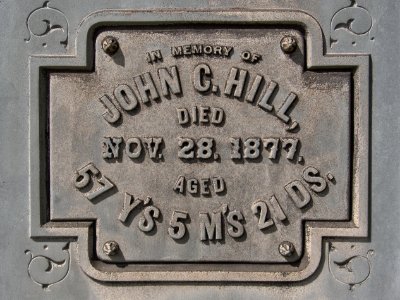 IN MEMORY OF
JOHN C. HILL,
DIED
NOV. 28. 1877.
AGED
57 Y'S 5 M'S 21 DS.